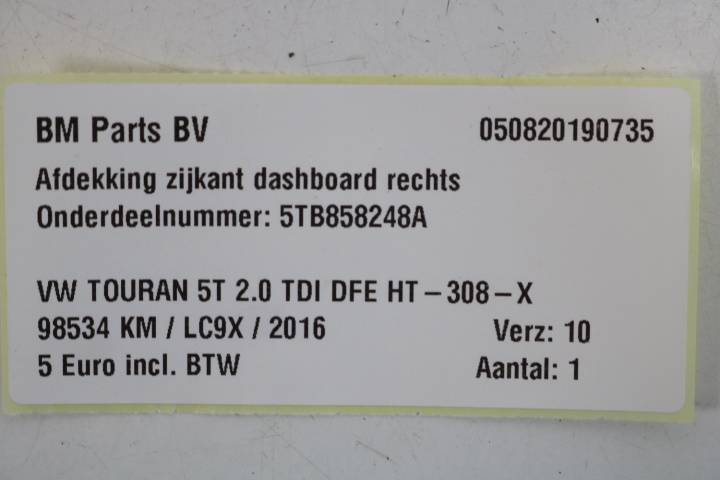 BM Parts BV 050820190735
Afdekking zijkant dashboard rechts
Onderdeelnummer: 5TB858248A
VW TOURAN 5T 2.0 TDI DFE HT-308-X
98534 KM / LC9X / 2016 Verz: 10
5 Euro incl. BTW Aantal: 1